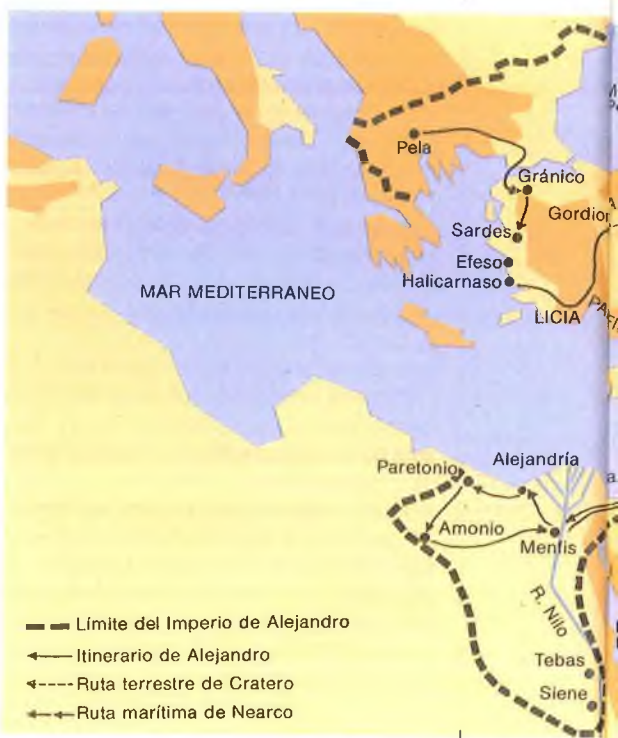 Pela
Gránico
Gordion
Sardes
Efeso
Halicarnaso
MAR MEDITERRANEO
LICIA
Paretonio
Alejandría
Amonio
Menfis
R. Nilo
Límite del Imperio de Alejandro
Itinerario de Alejandro
Tebas
Ruta terrestre de Cratero
Siene
Ruta marítima de Nearco